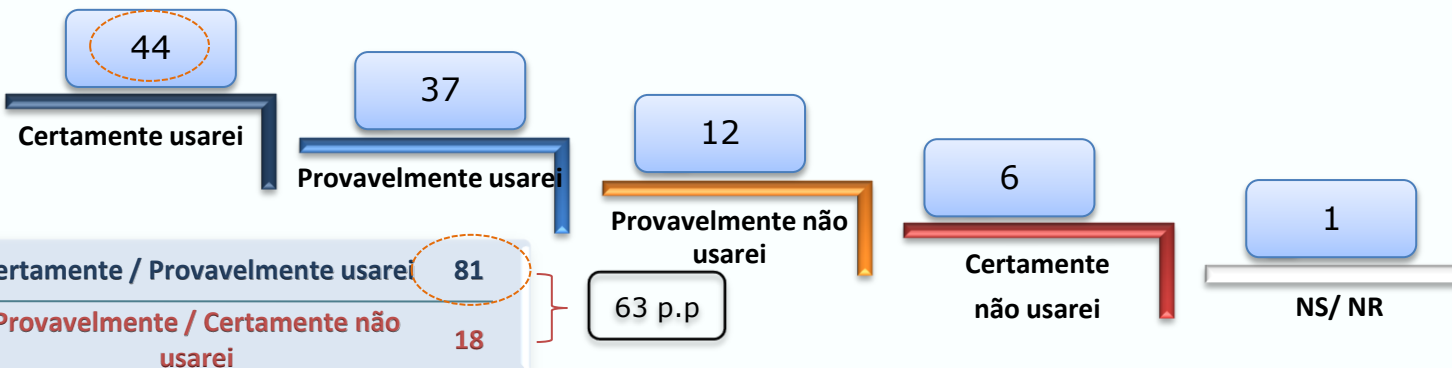 44
Certamente usarei
37
Provavelmente usarei
12
Provavelmente não
usarei
6
Certamente
não usarei
1
NS/ NR
ertamente / Provavelmente usarei 81
Provavelmente / Certamente não
usarei
18
63 p.p